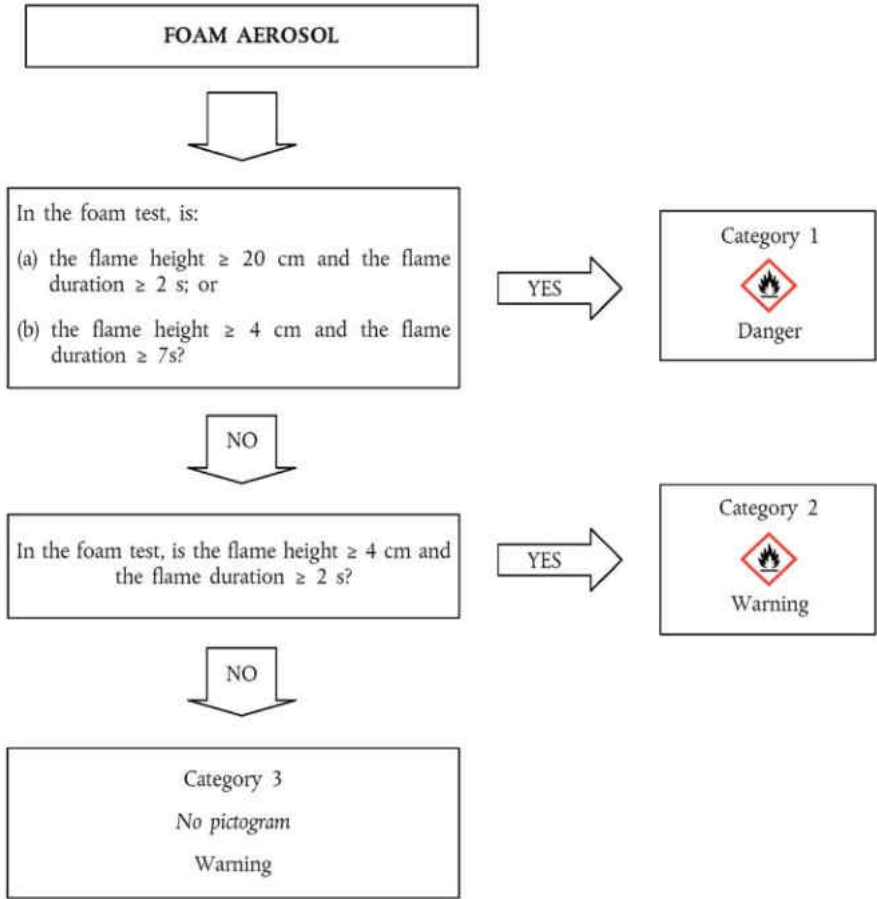 FOAM AEROSOL
In the foam test, is:
(a) the flame height ≥ 20 cm and the flame
duration ≥ 2 s; or
(b) the flame height ≥ 4 cm and the flame
duration ≥ 7s?
YES
Category 1
Danger
NO
In the foam test, is the flame height ≥ 4 cm and
the flame duration ≥ 2 s?
YES
Category 2
Warning
NO
Category 3
No pictogram
Warning